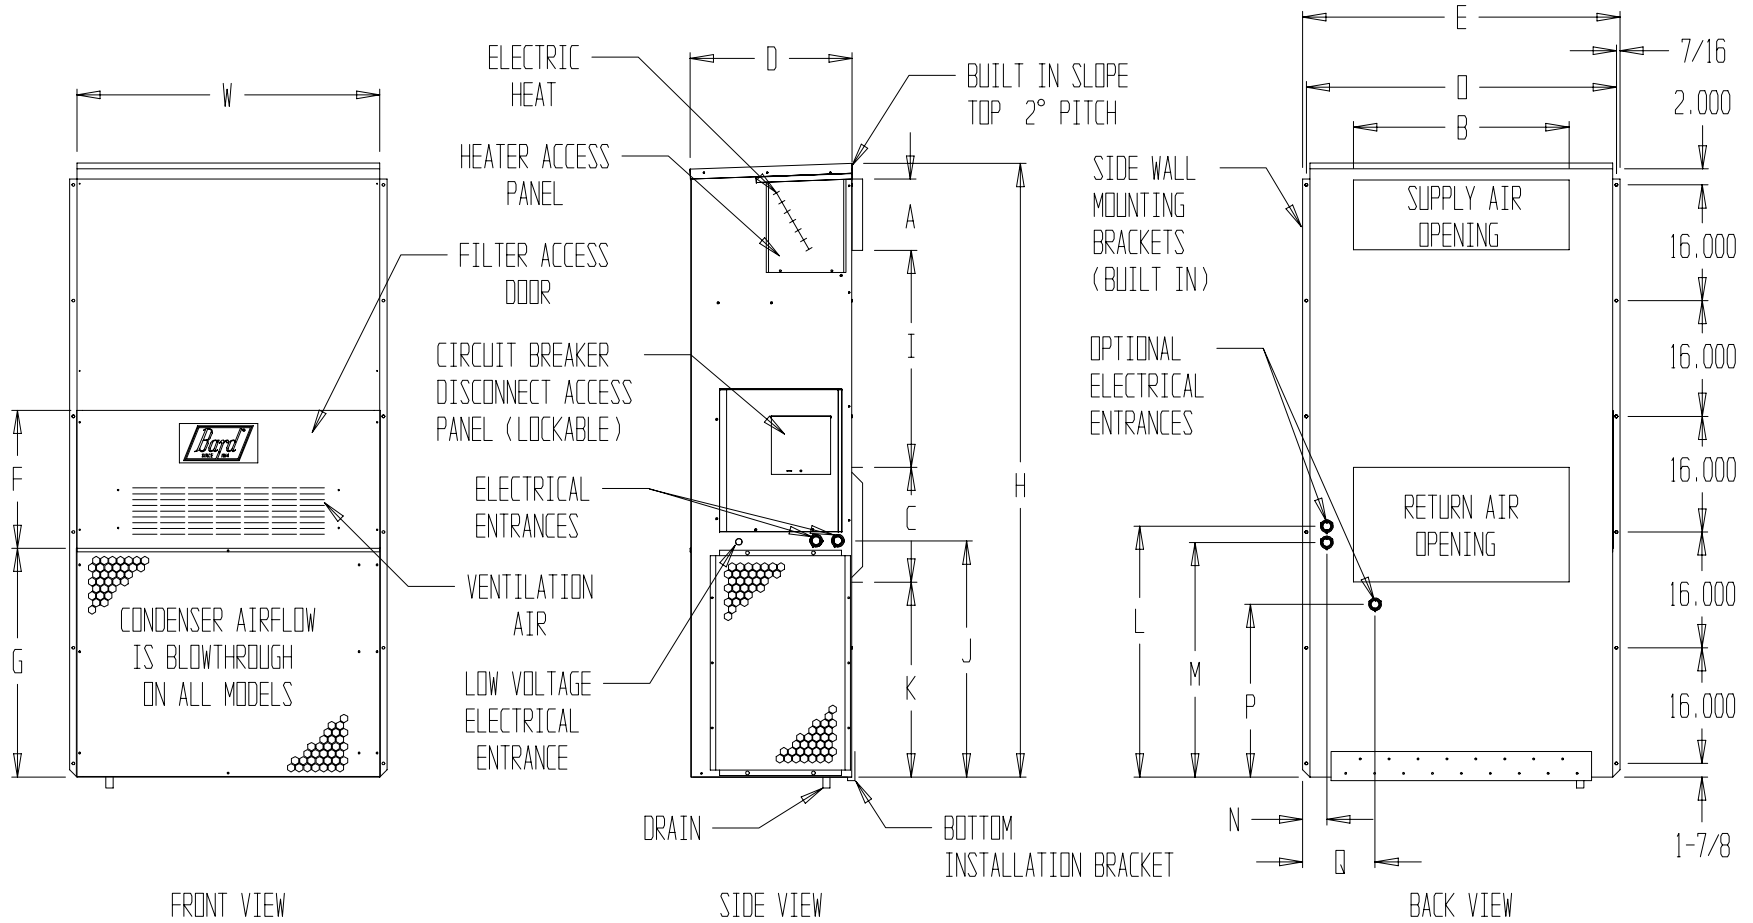 W
Bard
F
G
CONDENSER AIRFLOW
IS BLOWTHROUGH
ON ALL MODELS
FRONT VIEW
ELECTRIC
HEAT
HEATER ACCESS
PANEL
FILTER ACCESS
DOOR
CIRCUIT BREAKER
DISCONNECT ACCESS
PANEL (LOCKABLE)
ELECTRICAL
ENTRANCES
VENTILATION
AIR
LOW VOLTAGE
ELECTRICAL
ENTRANCE
DRAIN
D
BUILT IN SLOPE
TOP 2° PITCH
A
I
H
C
J
K
BOTTOM
INSTALLATION BRACKET
SIDE VIEW
E
7/16
O
2.000
B
SIDE WALL
MOUNTING
BRACKETS
(BUILT IN)
SUPPLY AIR
OPENING
16.000
OPTIONAL
ELECTRICAL
ENTRANCES
16.000
16.000
RETURN AIR
OPENING
16.000
L
M
P
16.000
N
Q
1-7/8
BACK VIEW